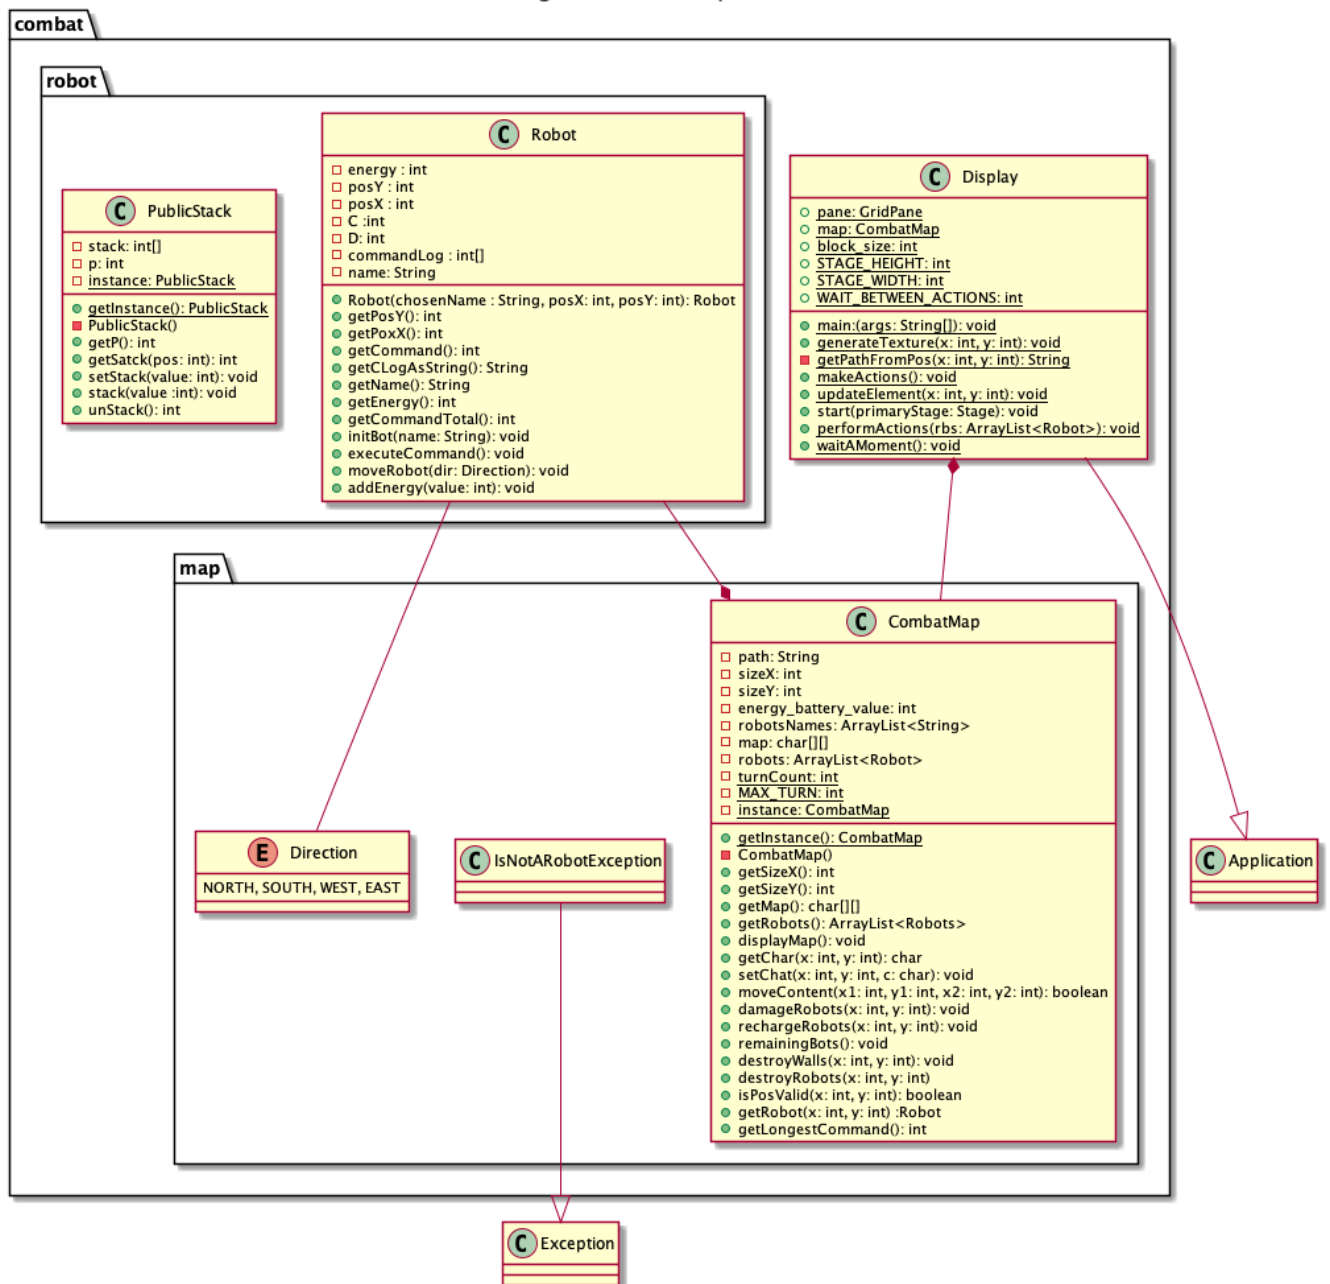 combat
robot
C Robot
energy : int
posY : int
posX : int
C :int
D: int
commandLog : int[]
name: String
Robot(chosenName : String, posX: int, posY: int): Robot
getPosY(): int
getPoxX(): int
getCommand(): int
getCLogAsString(): String
getName(): String
getEnergy(): int
getCommandTotal(): int
initBot(name: String): void
executeCommand(): void
moveRobot(dir: Direction): void
addEnergy(value: int): void
C PublicStack
stack: int[]
p: int
instance: PublicStack
getInstance(): PublicStack
PublicStack()
getP(): int
getSatck(pos: int): int
setStack(value: int): void
stack(value :int): void
unStack(): int
C Display
pane: GridPane
map: CombatMap
block_size: int
STAGE_HEIGHT: int
STAGE_WIDTH: int
WAIT_BETWEEN_ACTIONS: int
main:(args: String[]): void
generateTexture(x: int, y: int): void
getPathFromPos(x: int, y: int): String
makeActions(): void
updateElement(x: int, y: int): void
start(primaryStage: Stage): void
performActions(rbs: ArrayList<Robot>): void
waitAMoment(): void
map
C CombatMap
path: String
sizeX: int
sizeY: int
energy_battery_value: int
robotsNames: ArrayList<String>
map: char[][]
robots: ArrayList<Robot>
turnCount: int
MAX_TURN: int
instance: CombatMap
getInstance(): CombatMap
CombatMap()
getSizeX(): int
getSizeY(): int
getMap(): char[][]
getRobots(): ArrayList<Robots>
displayMap(): void
getChar(x: int, y: int): char
setChat(x: int, y: int, c: char): void
moveContent(x1: int, y1: int, x2: int, y2: int): boolean
damageRobots(x: int, y: int): void
rechargeRobots(x: int, y: int): void
remainingBots(): void
destroyWalls(x: int, y: int): void
destroyRobots(x: int, y: int)
isPosValid(x: int, y: int): boolean
getRobot(x: int, y: int) :Robot
getLongestCommand(): int
E Direction
NORTH, SOUTH, WEST, EAST
C IsNotARobotException
C Application
C Exception